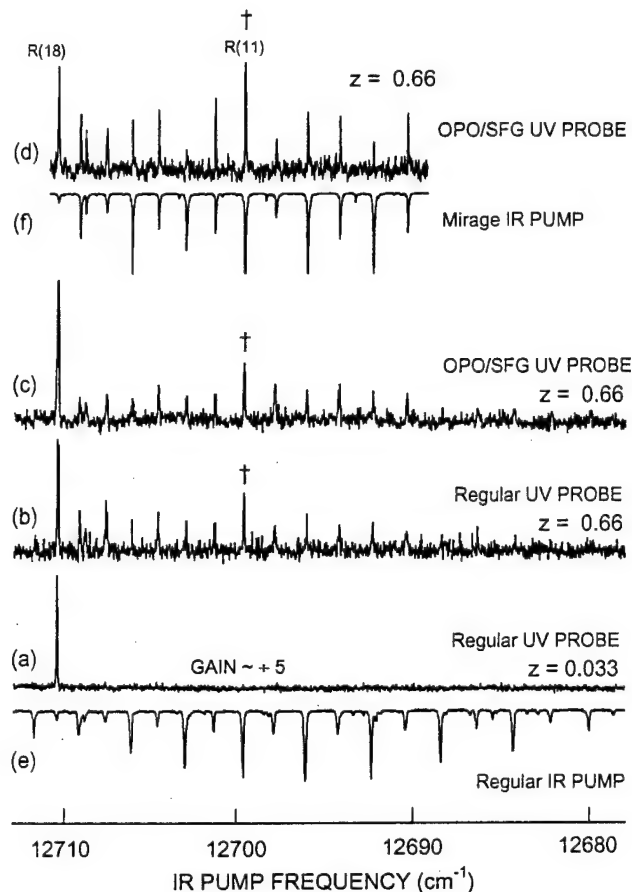 †
R(18)
R(11)
z = 0.66
OPO/SFG UV PROBE
(d)
(f)
Mirage IR PUMP
†
OPO/SFG UV PROBE
(c)
z = 0.66
†
Regular UV PROBE
(b)
z = 0.66
Regular UV PROBE
(a)
GAIN ~ + 5
z = 0.033
(e)
Regular IR PUMP
12710
12700
12690
12680
IR PUMP FREQUENCY (cm⁻¹)